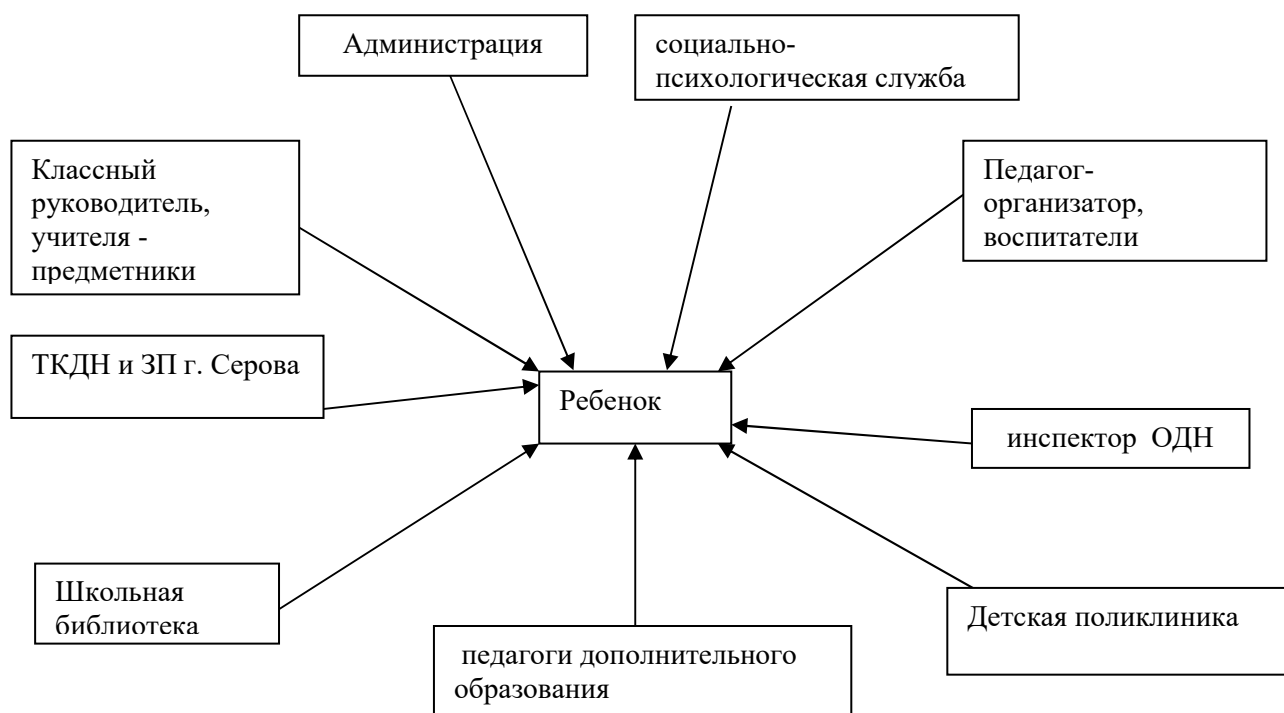 Администрация
социально-
психологическая служба
Классный
руководитель,
учителя -
предметники
Педагог-
организатор,
воспитатели
ТКДН и ЗП г. Серова
Ребенок
инспектор ОДН
Школьная
библиотека
Детская поликлиника
педагоги дополнительного
образования